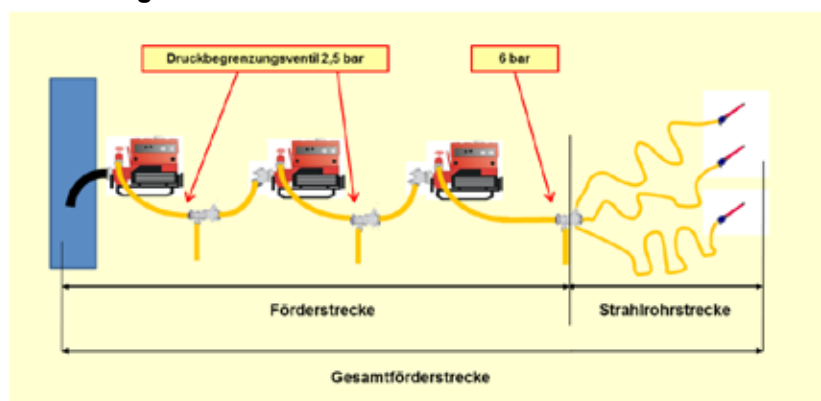 Druckbegrenzungsventil 2,5 bar
6 bar
Förderstrecke
Strahlrohrstrecke
Gesamtförderstrecke